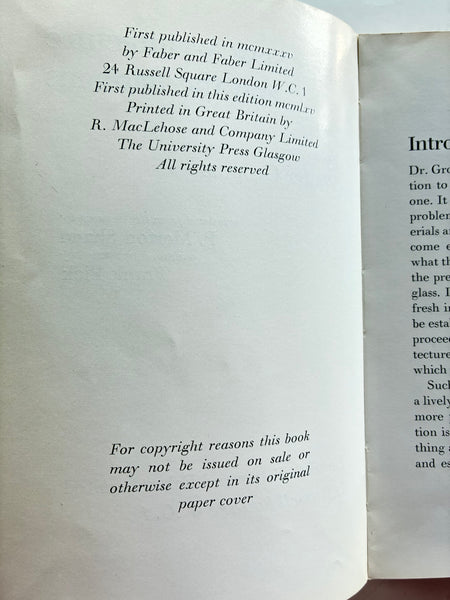 First published in mcmxxxv
by Faber and Faber Limited
24 Russell Square London W.C.1
First published in this edition mcmlxv
Printed in Great Britain by
R. MacLehose and Company Limited
The University Press Glasgow
All rights reserved
For copyright reasons this book
may not be issued on sale or
otherwise except in its original
paper cover
Intro
Dr. Gro
tion to
one. It
problem
erials a
come e
what th
the pre
glass. I
fresh in
be esta
proceed
tecture
which
Such
a lively
more
tion is
thing a
and es